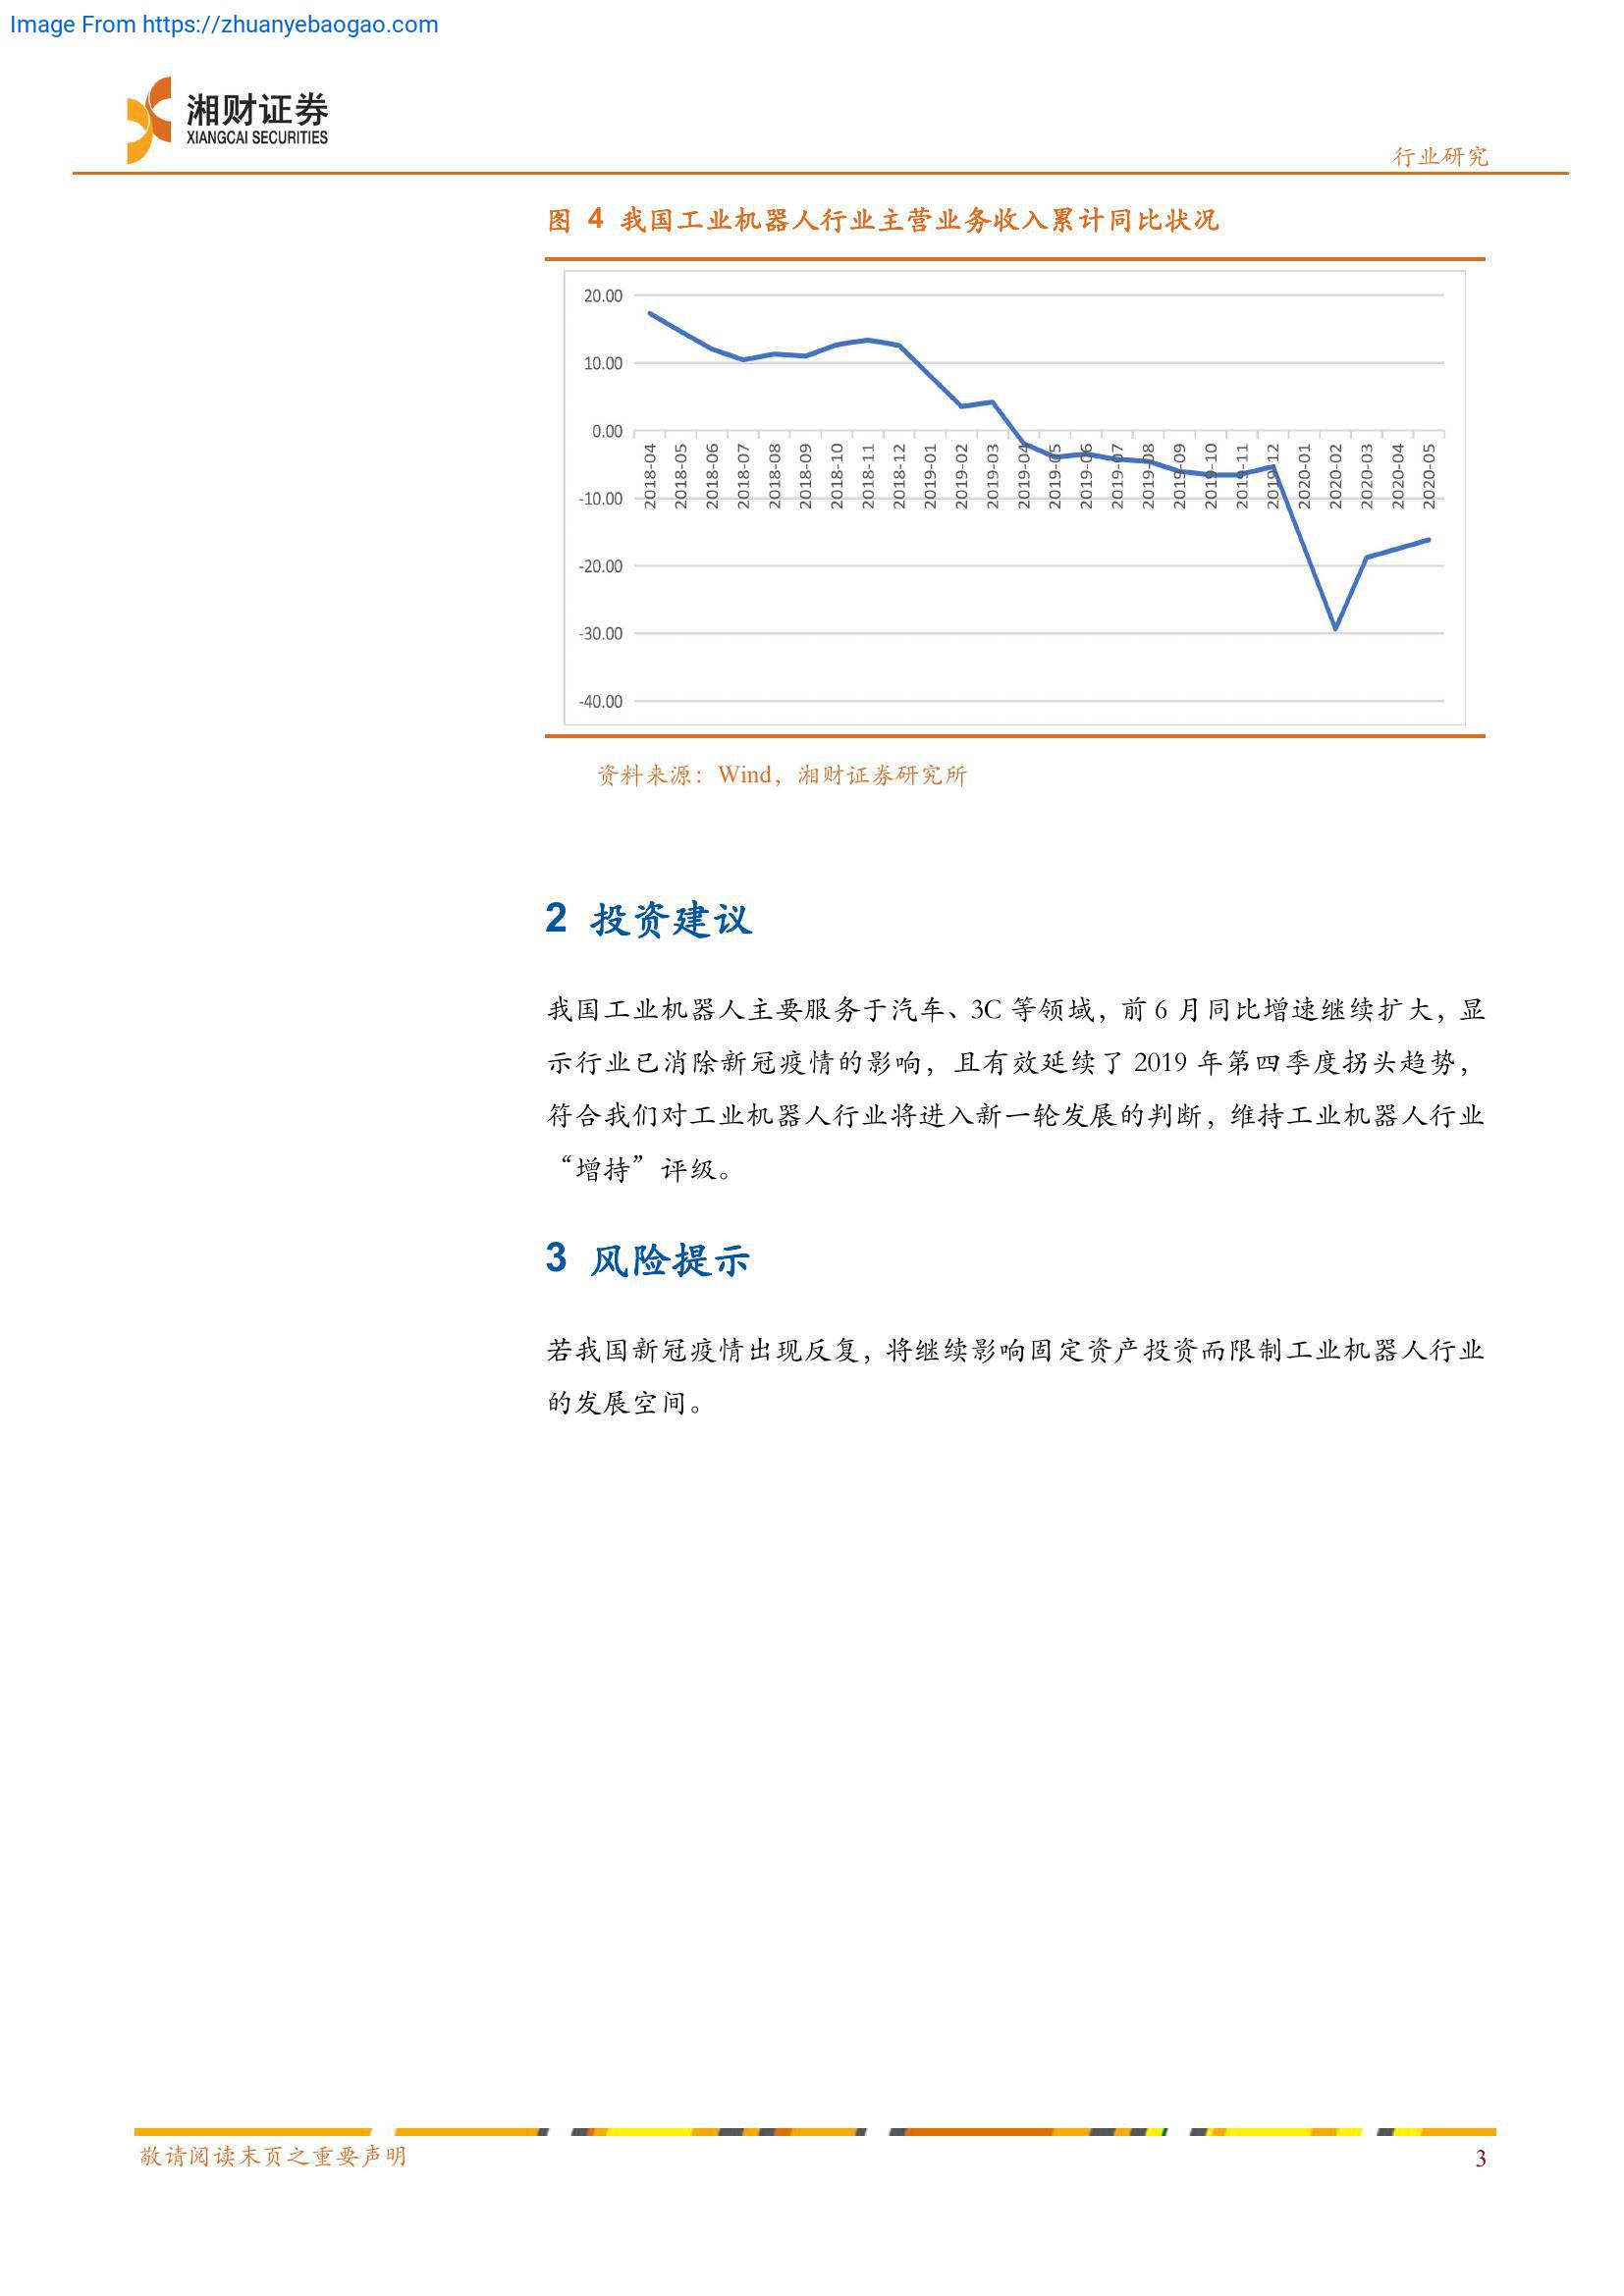 Image From https://zhuanyebaogao.com
湘财证券
XIANGCAI SECURITIES
行业研究
图 4 我国工业机器人行业主营业务收入累计同比状况
20.00
10.00
0.00
-10.00
-20.00
-30.00
-40.00
2018-04
2018-05
2018-06
2018-07
2018-08
2018-09
2018-10
2018-11
2018-12
2019-01
2019-02
2019-03
2019-04
2019-05
2019-06
2019-07
2019-08
2019-09
2019-10
2019-11
2019-12
2020-01
2020-02
2020-03
2020-04
2020-05
资料来源：Wind，湘财证券研究所
2 投资建议
我国工业机器人主要服务于汽车、3C 等领域，前 6 月同比增速继续扩大，显
示行业已消除新冠疫情的影响，且有效延续了 2019 年第四季度拐头趋势，
符合我们对工业机器人行业将进入新一轮发展的判断，维持工业机器人行业
“增持”评级。
3 风险提示
若我国新冠疫情出现反复，将继续影响固定资产投资而限制工业机器人行业
的发展空间。
敬请阅读末页之重要声明
3